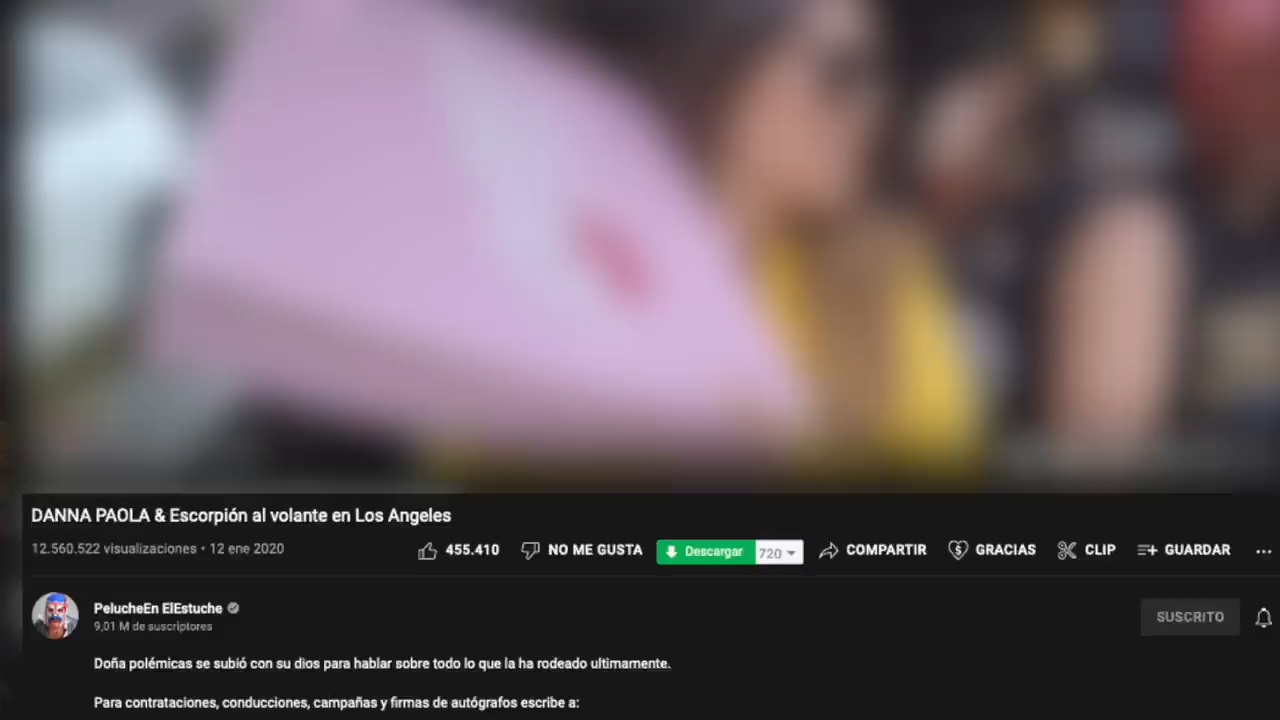 DANNA PAOLA & Escorpión al volante en Los Angeles
12.560.522 visualizaciones • 12 ene 2020
455.410 NO ME GUSTA Descargar 720 COMPARTIR GRACIAS CLIP GUARDAR
PelucheEn ElEstuche
9,01 M de suscriptores
SUSCRITO
Doña polémicas se subió con su dios para hablar sobre todo lo que la ha rodeado ultimamente.
Para contrataciones, conducciones, campañas y firmas de autógrafos escribe a: